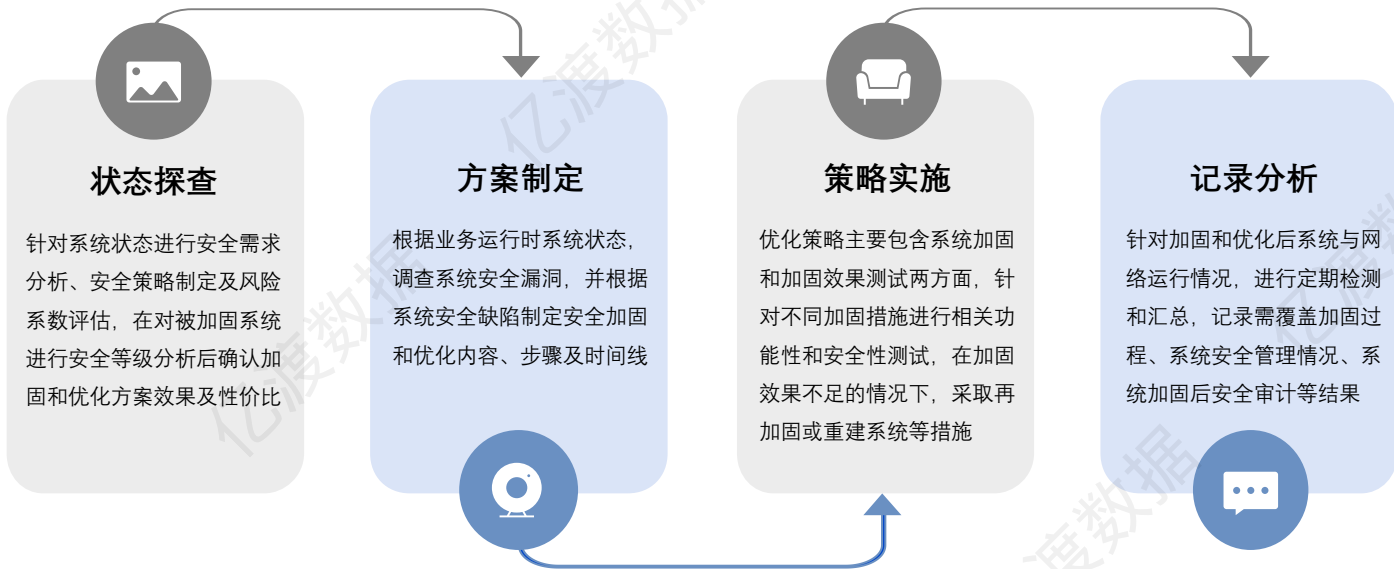 状态探查
针对系统状态进行安全需求
分析、安全策略制定及风险
系数评估，在对被加固系统
进行安全等级分析后确认加
固和优化方案效果及性价比
方案制定
根据业务运行时系统状态，
调查系统安全漏洞，并根据
系统安全缺陷制定安全加固
和优化内容、步骤及时间线
策略实施
优化策略主要包含系统加固
和加固效果测试两方面，针
对不同加固措施进行相关功
能性和安全性测试，在加固
效果不足的情况下，采取再
加固或重建系统等措施
记录分析
针对加固和优化后系统与网
络运行情况，进行定期检测
和汇总，记录需覆盖加固过
程、系统安全管理情况、系
统加固后安全审计等结果
亿渡数据
亿渡数据
亿渡数
渡数据